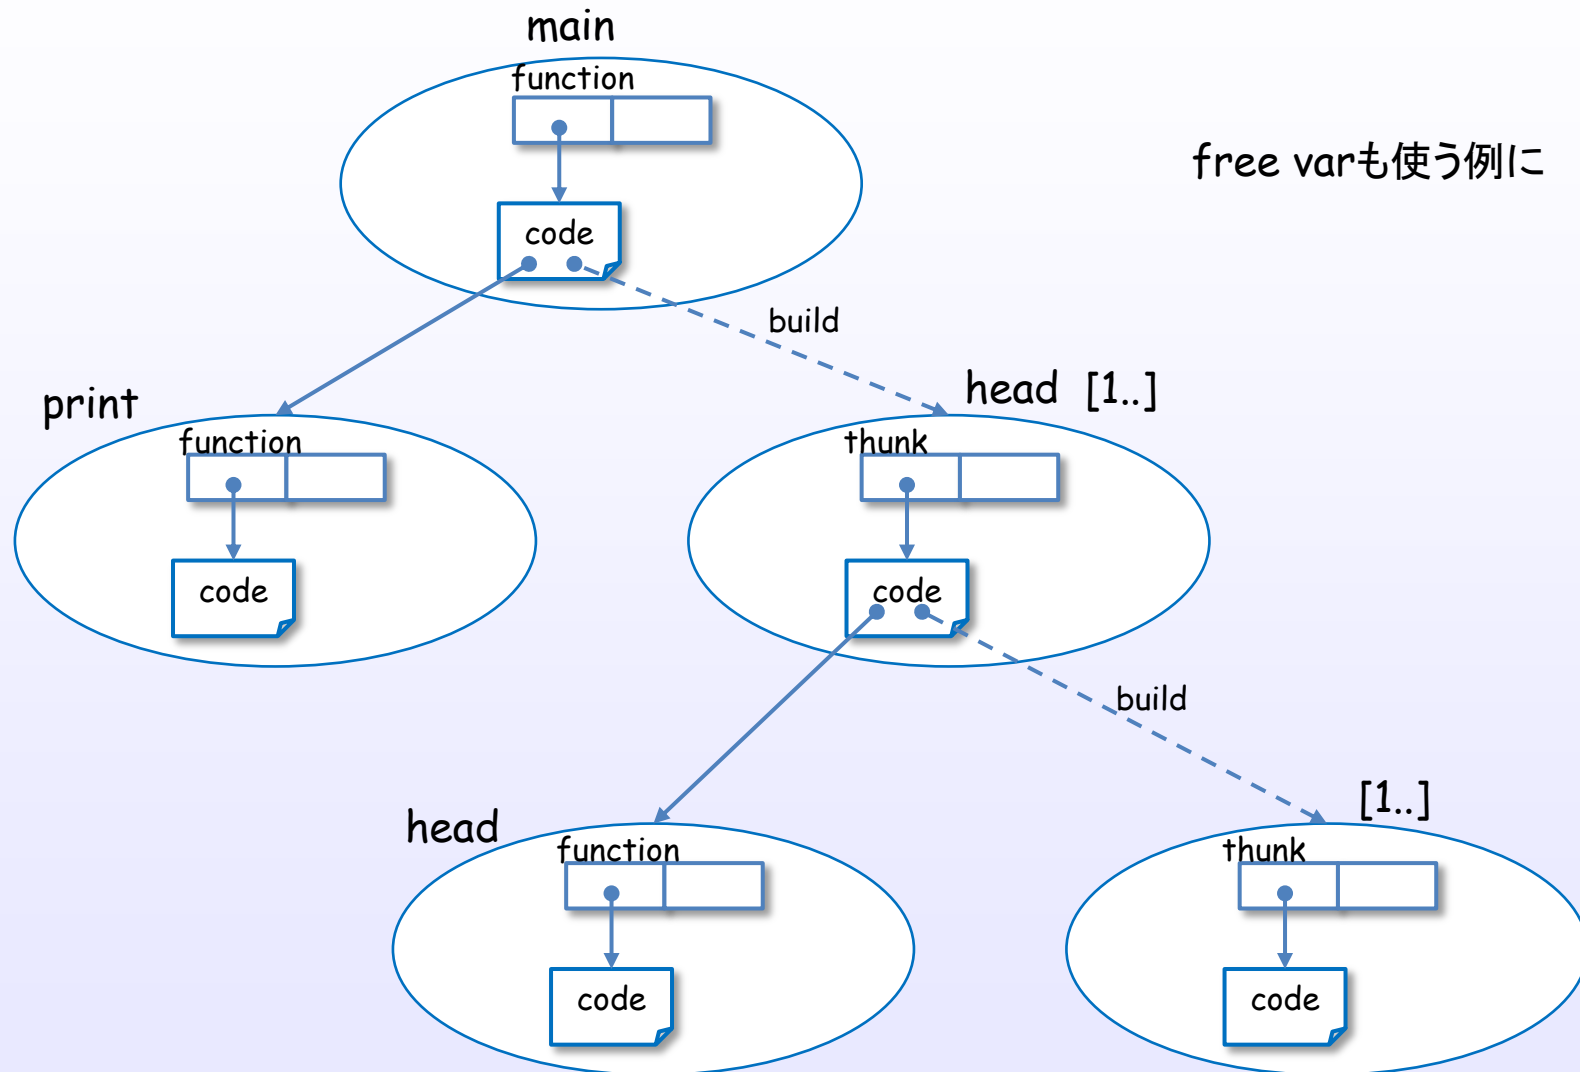 main
function
free varも使う例に
code
build
head [1..]
print
function
thunk
code
code
build
[1..]
head
function
thunk
code
code